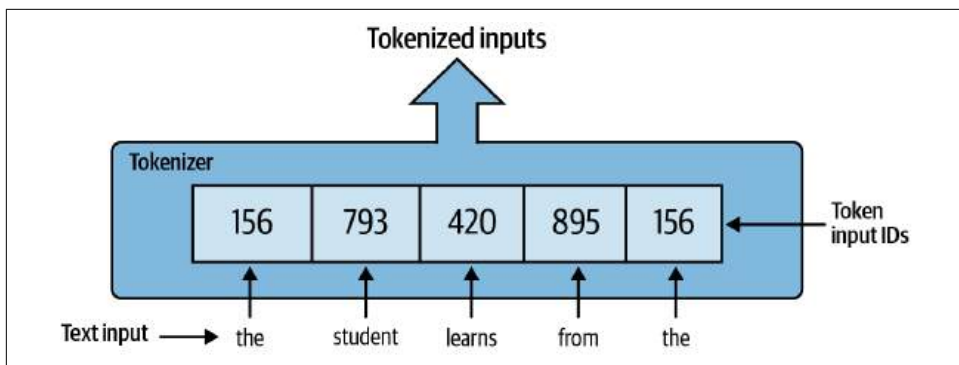 Tokenized inputs
Tokenizer
156 793 420 895 156
Token
input IDs
Text input the student learns from the